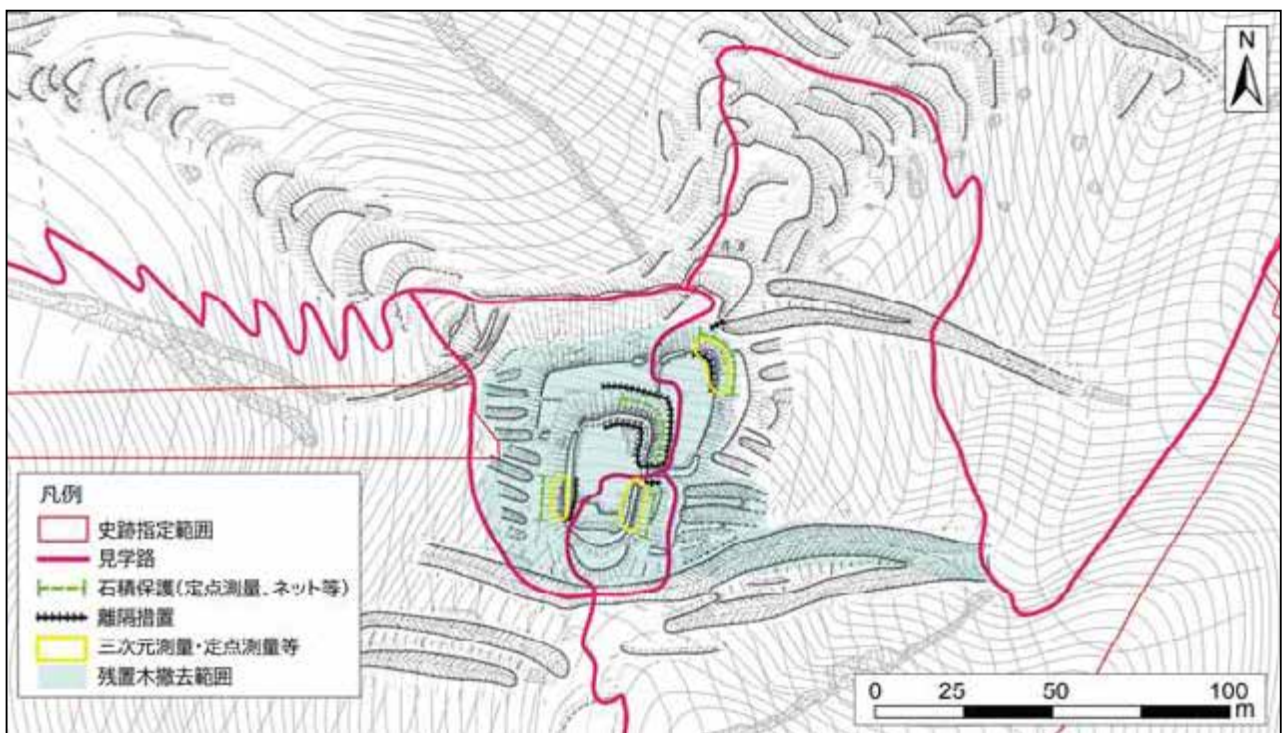 N
凡例
史跡指定範囲
見学路
石積保護(定点測量、ネット等)
離隔措置
三次元測量・定点測量等
残置木撤去範囲
0 25 50 100
m